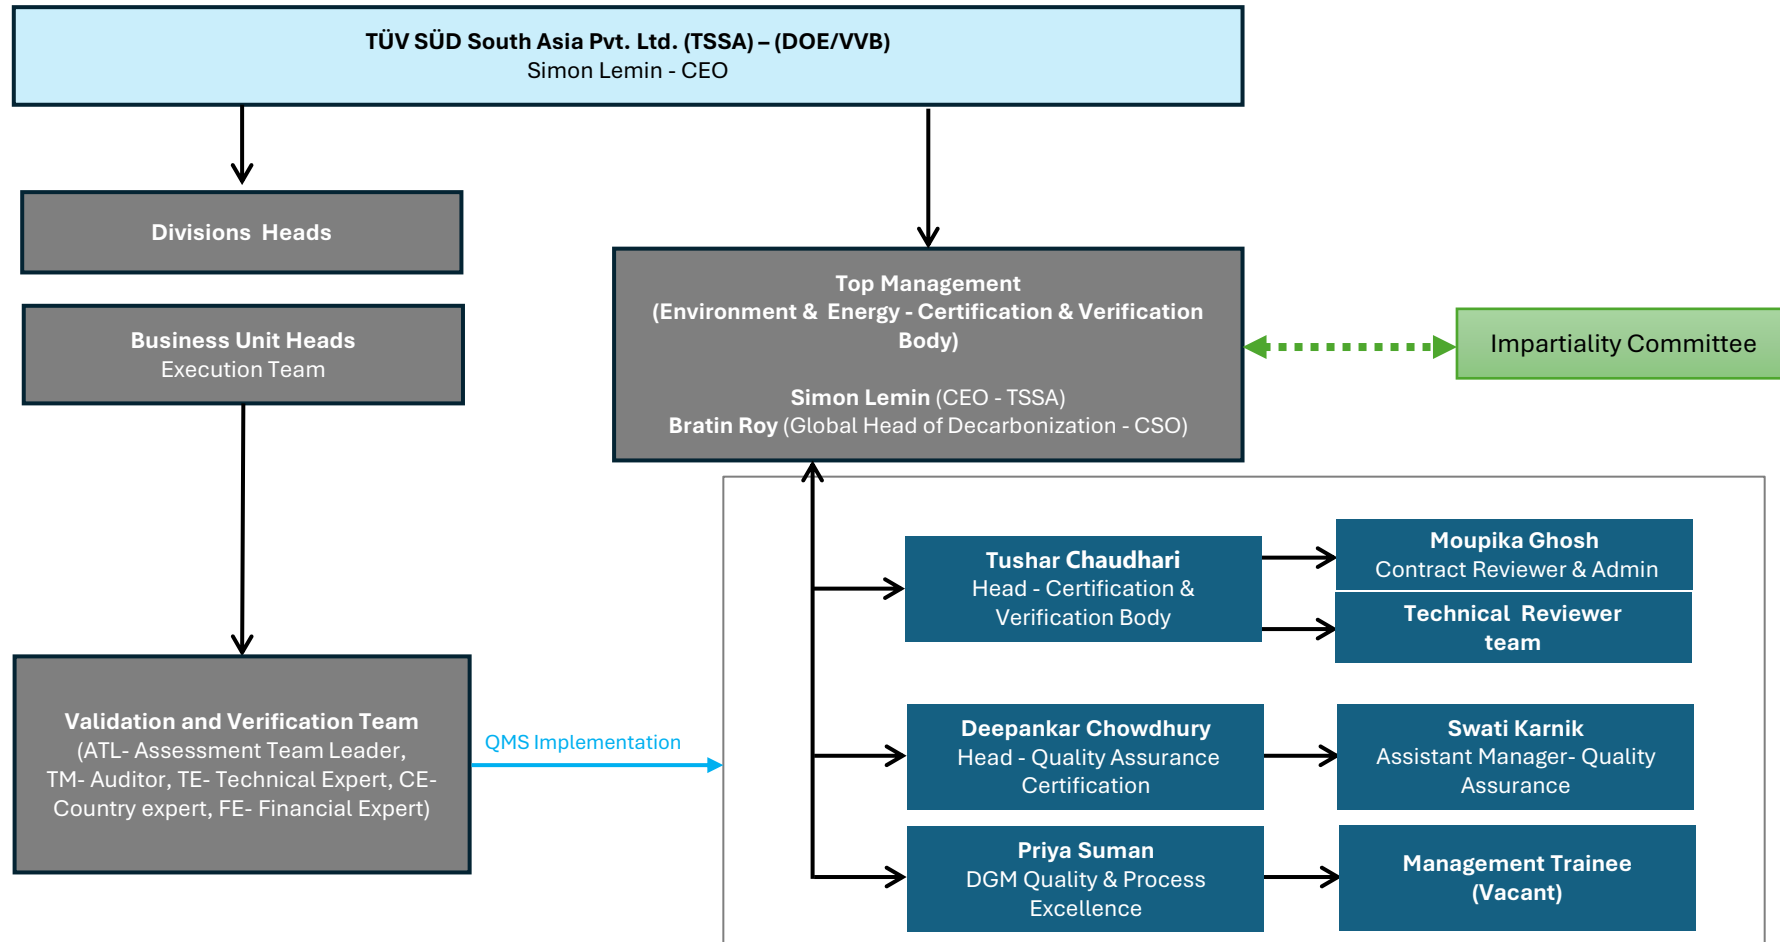 TÜV SÜD South Asia Pvt. Ltd. (TSSA) – (DOE/VVB)
Simon Lemin - CEO
Divisions Heads
Business Unit Heads
Execution Team
Top Management
(Environment & Energy - Certification & Verification
Body)
Simon Lemin (CEO - TSSA)
Bratin Roy (Global Head of Decarbonization - CSO)
Impartiality Committee
Validation and Verification Team
(ATL- Assessment Team Leader,
TM- Auditor, TE- Technical Expert, CE-
Country expert, FE- Financial Expert)
QMS Implementation
Tushar Chaudhari
Head - Certification &
Verification Body
Moupika Ghosh
Contract Reviewer & Admin
Technical Reviewer
team
Deepankar Chowdhury
Head - Quality Assurance
Certification
Swati Karnik
Assistant Manager- Quality
Assurance
Priya Suman
DGM Quality & Process
Excellence
Management Trainee
(Vacant)